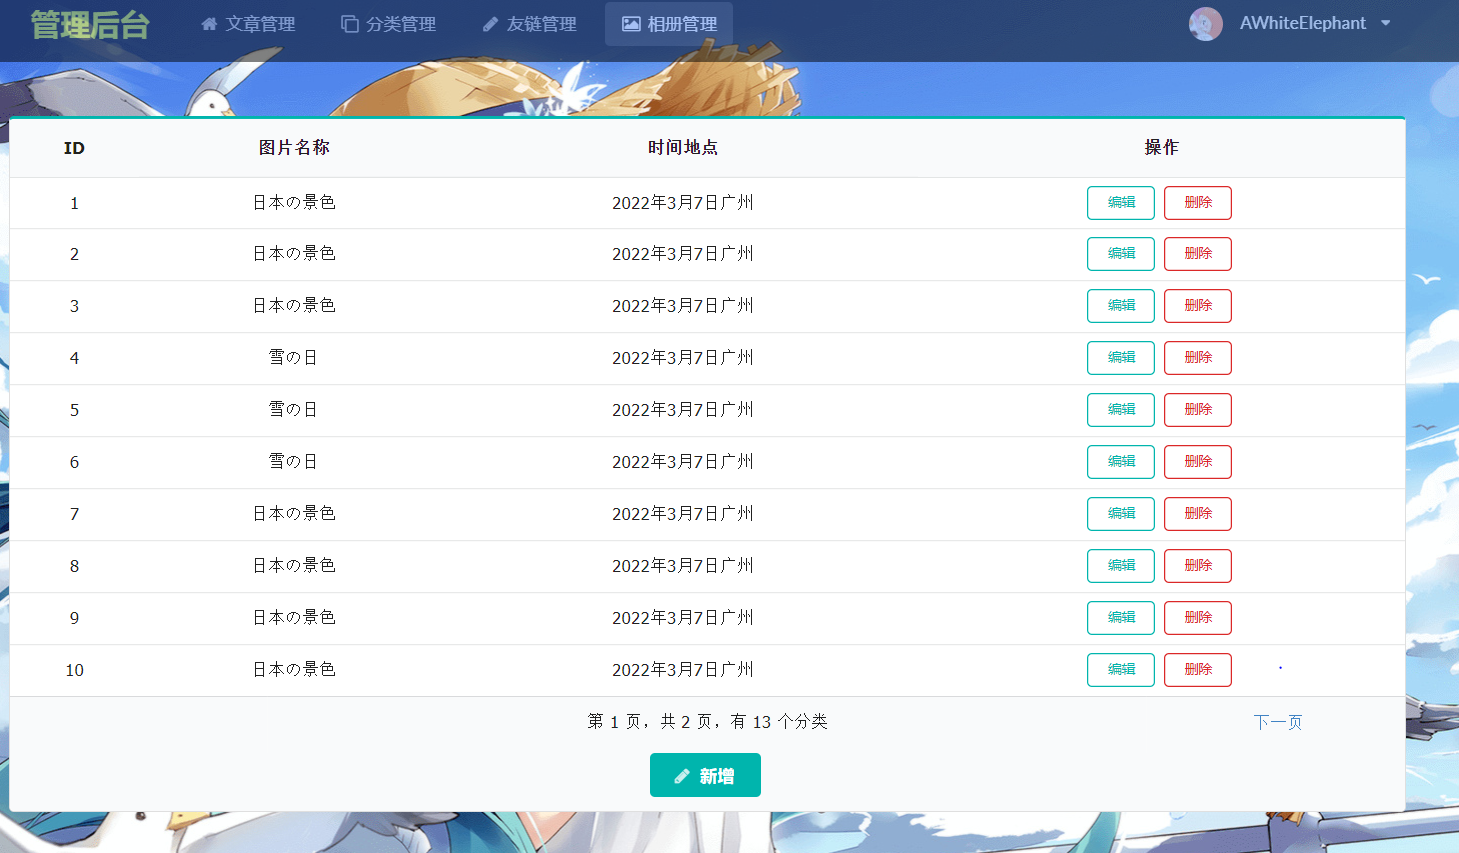 管理后台 文章管理 分类管理 友链管理 相册管理 AWhiteElephant
ID 图片名称 时间地点 操作
1 日本の景色 2022年3月7日广州 编辑 删除
2 日本の景色 2022年3月7日广州 编辑 删除
3 日本の景色 2022年3月7日广州 编辑 删除
4 雪の日 2022年3月7日广州 编辑 删除
5 雪の日 2022年3月7日广州 编辑 删除
6 雪の日 2022年3月7日广州 编辑 删除
7 日本の景色 2022年3月7日广州 编辑 删除
8 日本の景色 2022年3月7日广州 编辑 删除
9 日本の景色 2022年3月7日广州 编辑 删除
10 日本の景色 2022年3月7日广州 编辑 删除
第 1 页，共 2 页，有 13 个分类 下一页
新增